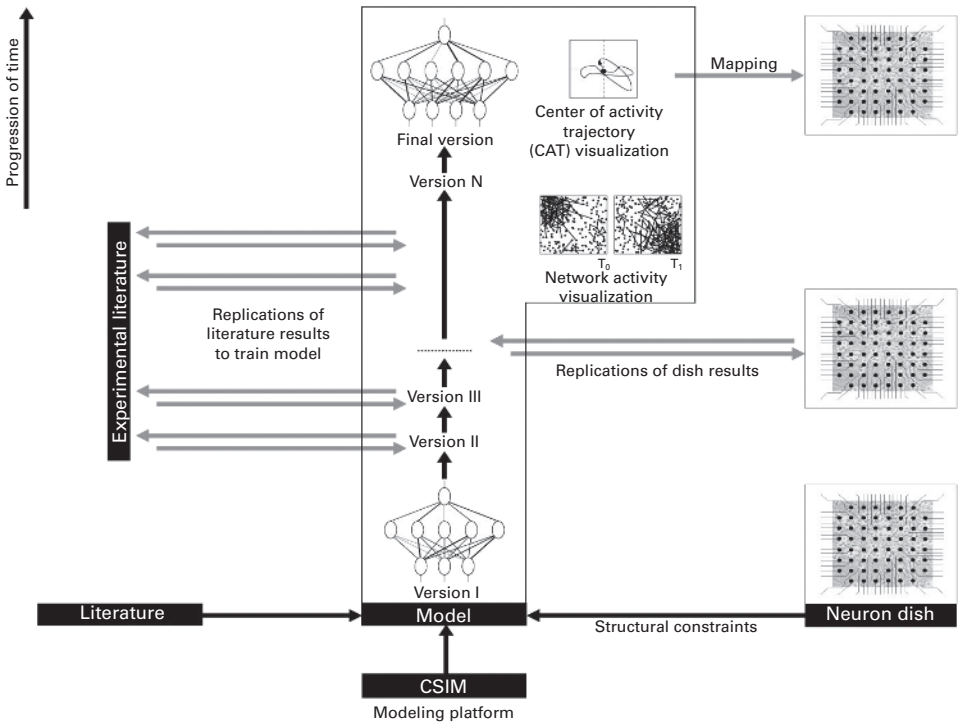 Progression of time
Final version
Version N
Center of activity
trajectory
(CAT) visualization
Mapping
T0
T1
Network activity
visualization
Experimental literature
Replications of
literature results
to train model
Replications of dish results
Version III
Version II
Version I
Literature
Model
Structural constraints
Neuron dish
CSIM
Modeling platform